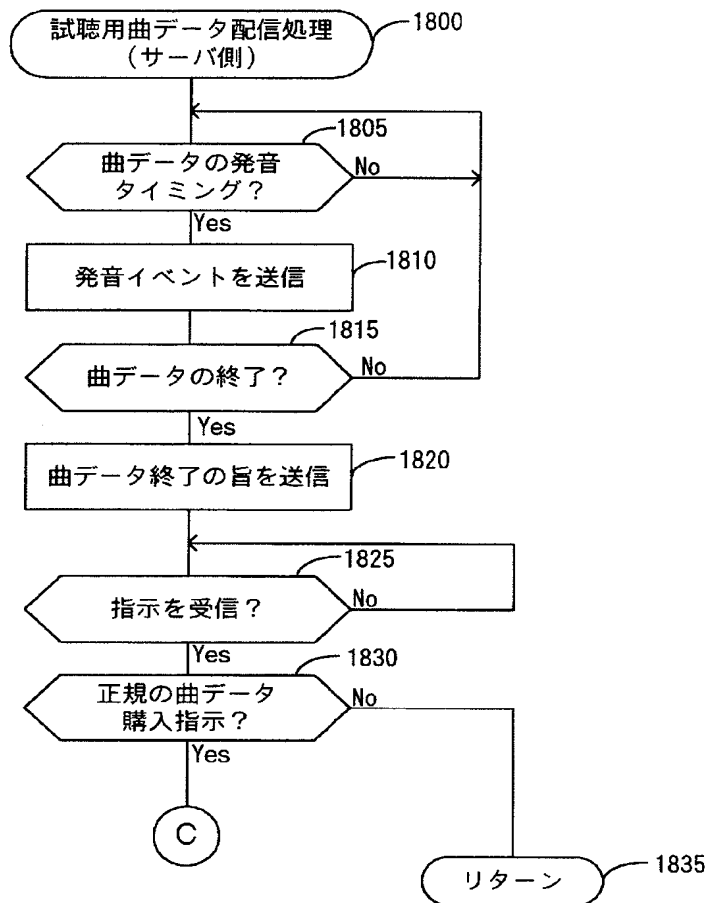 試聴用曲データ配信処理
(サーバ側)
1800
1805
曲データの発音
タイミング?
No
Yes
発音イベントを送信
1810
1815
曲データの終了?
No
Yes
曲データ終了の旨を送信
1820
1825
指示を受信?
No
Yes
1830
正規の曲データ
購入指示?
No
Yes
C
リターン
1835